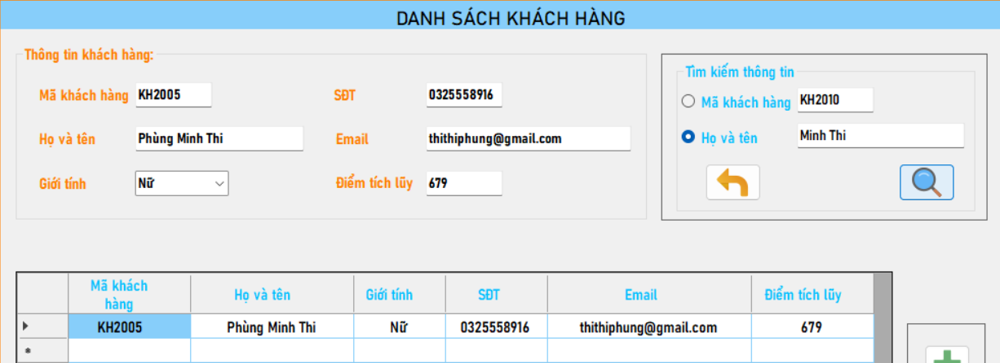 DANH SÁCH KHÁCH HÀNG
Thông tin khách hàng:
Mã khách hàng KH2005 SĐT 0325558916
Họ và tên Phùng Minh Thi Email thithiphung@gmail.com
Giới tính Nữ Điểm tích lũy 679
Tìm kiếm thông tin
Mã khách hàng KH2010
Họ và tên Minh Thi
Mã khách hàng Họ và tên Giới tính SĐT Email Điểm tích lũy
KH2005 Phùng Minh Thi Nữ 0325558916 thithiphung@gmail.com 679